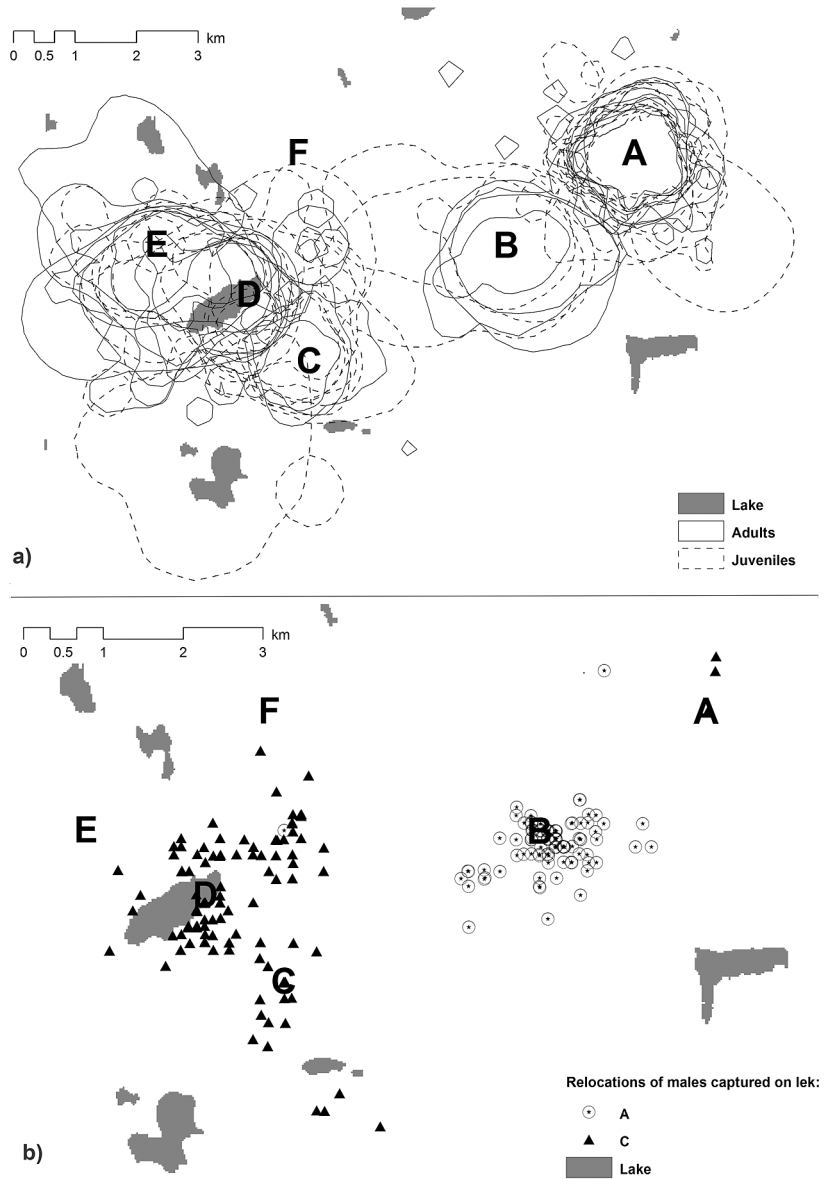 km
0 0.5 1 2 3
A
F
B
E
D
C
Lake
Adults
Juveniles
a)
km
0 0.5 1 2 3
F
A
E
B
D
C
Relocations of males captured on lek:
A
C
Lake
b)